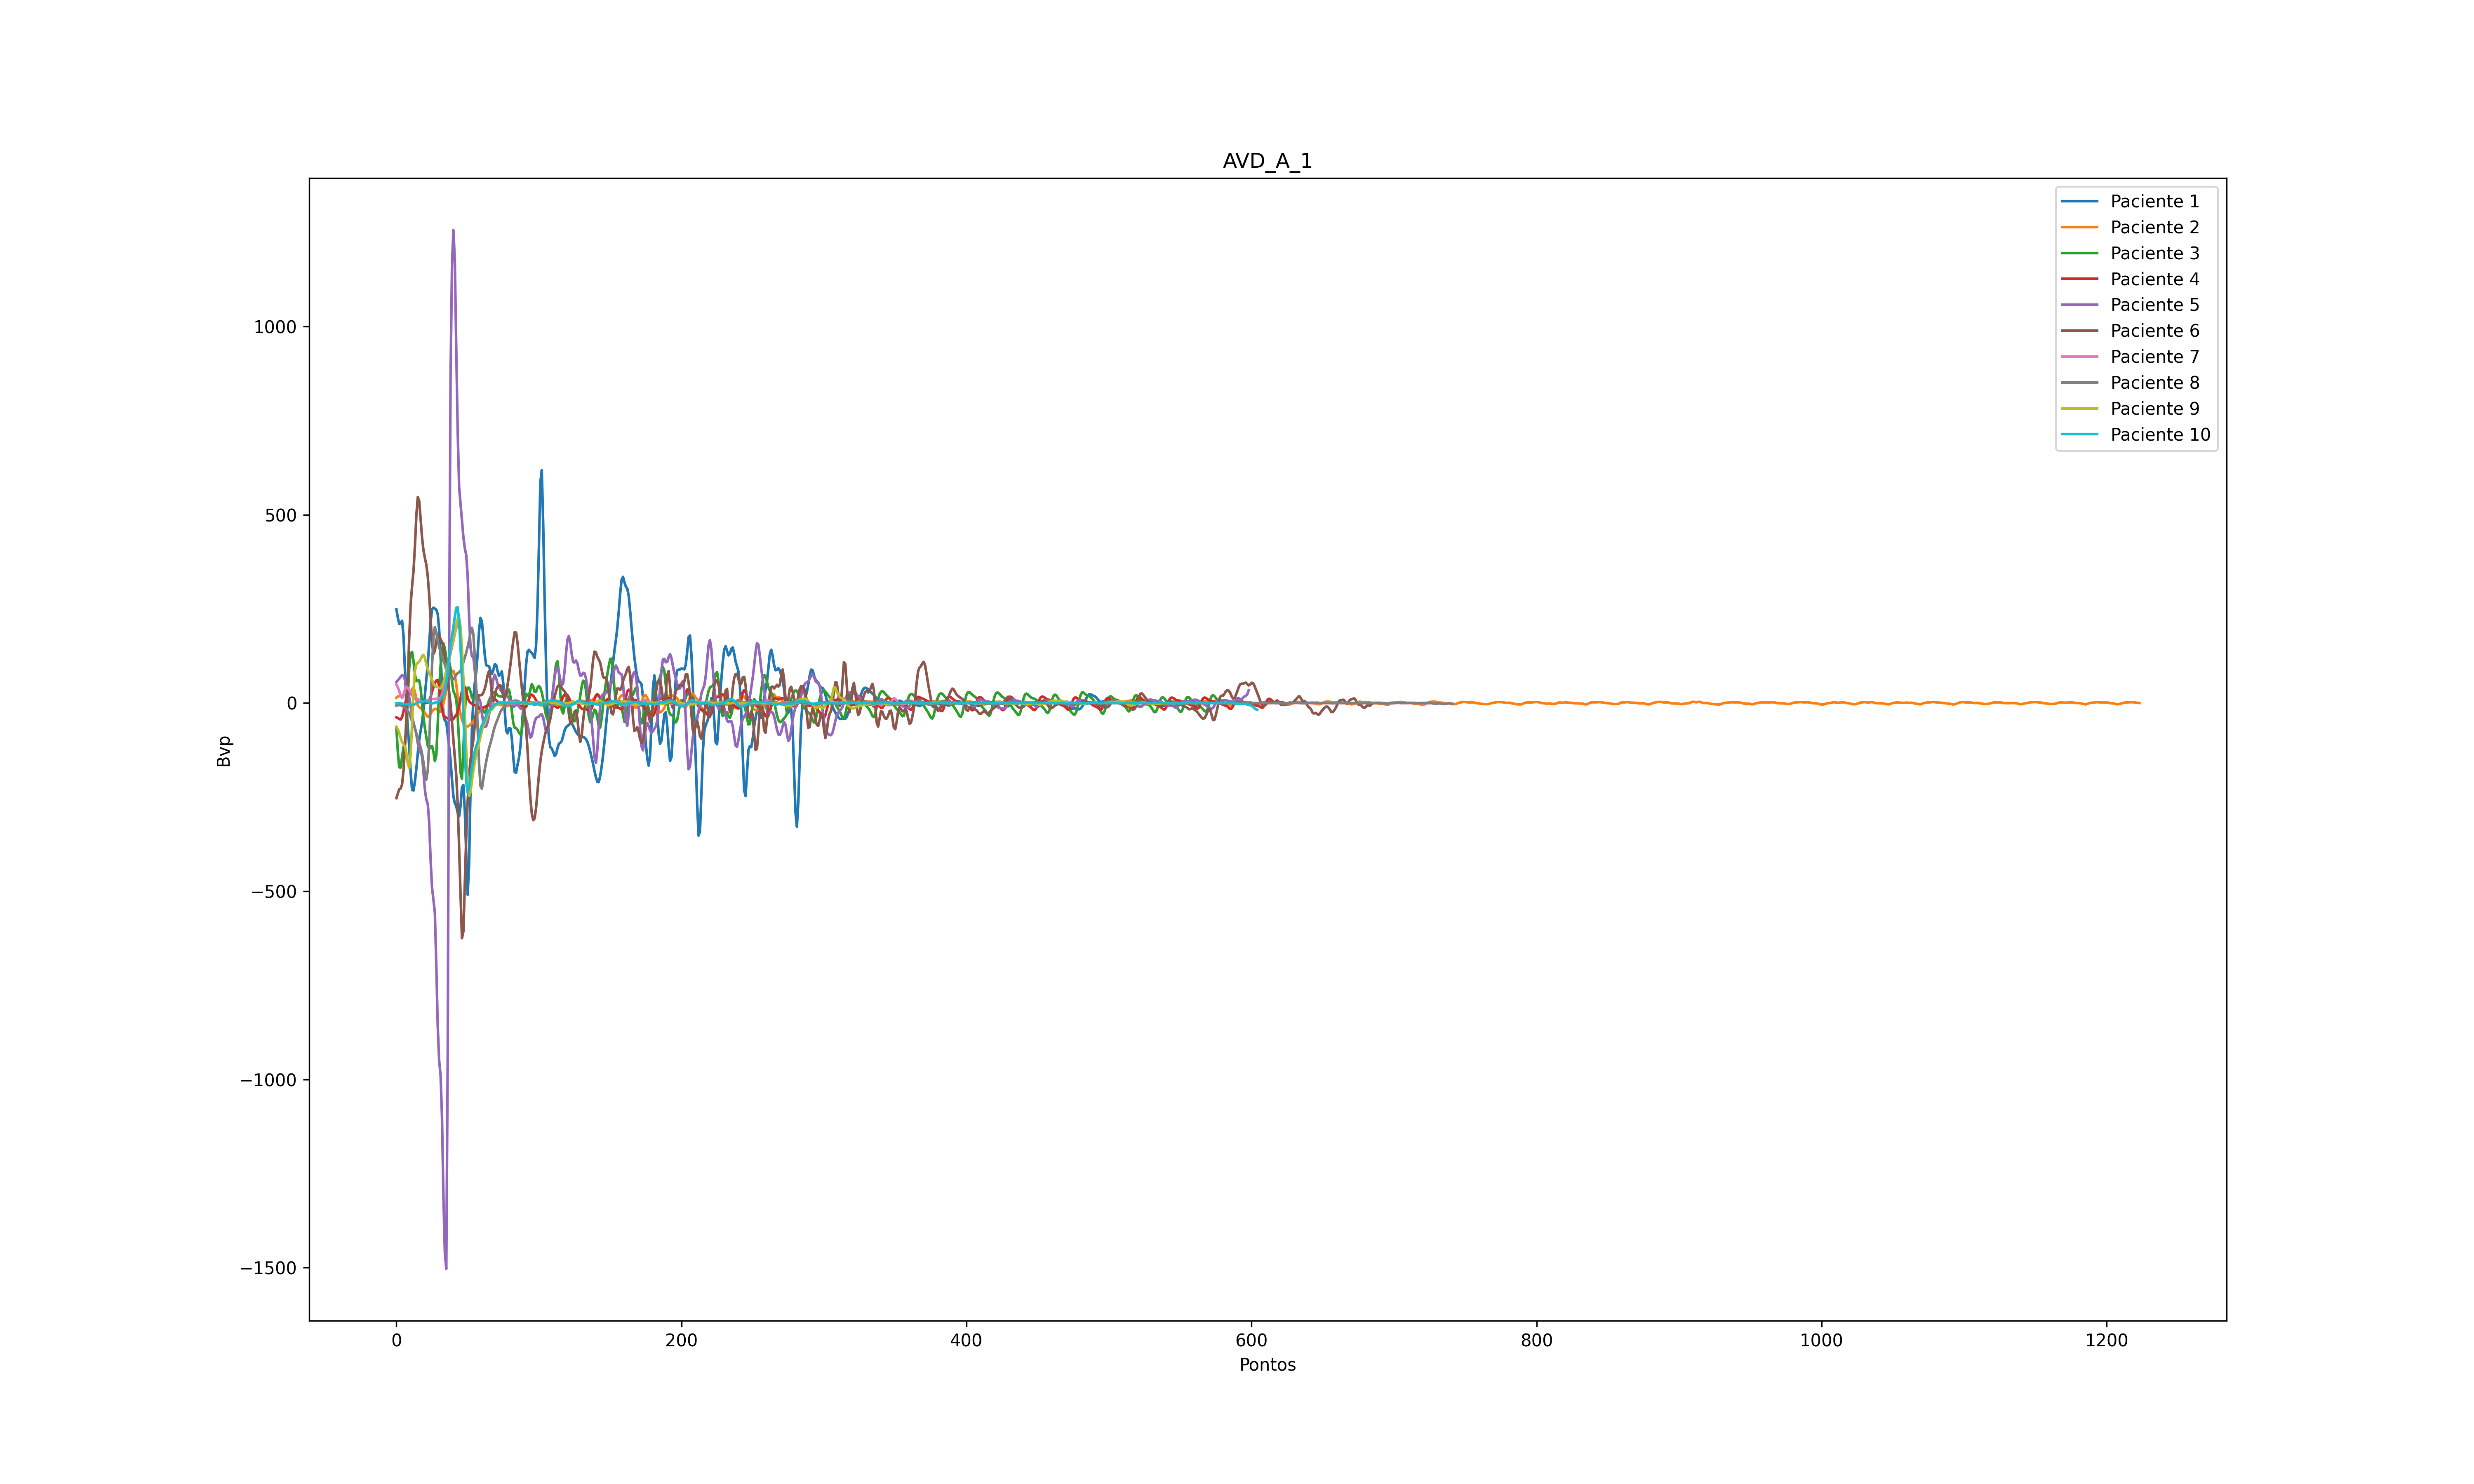 AVD_A_1
Paciente 1
Paciente 2
Paciente 3
Paciente 4
Paciente 5
Paciente 6
Paciente 7
Paciente 8
Paciente 9
Paciente 10
1000
500
0
−500
−1000
−1500
Bvp
0 200 400 600 800 1000 1200
Pontos